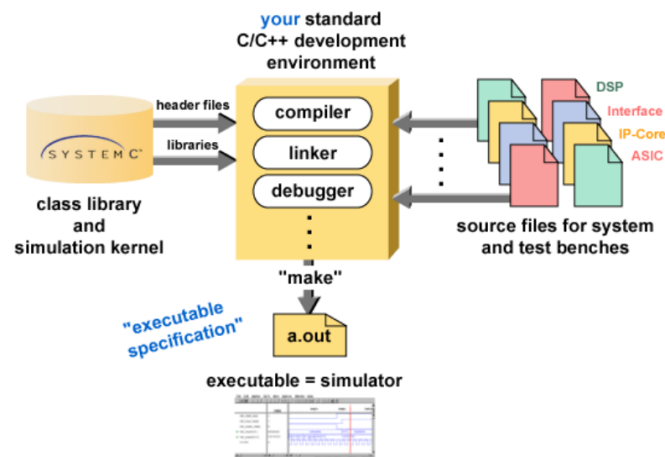 your standard
C/C++ development
environment
header files
libraries
SYSTEMC
class library
and
simulation kernel
compiler
linker
debugger
DSP
Interface
IP-Core
ASIC
source files for system
and test benches
"make"
"executable
specification"
a.out
executable = simulator